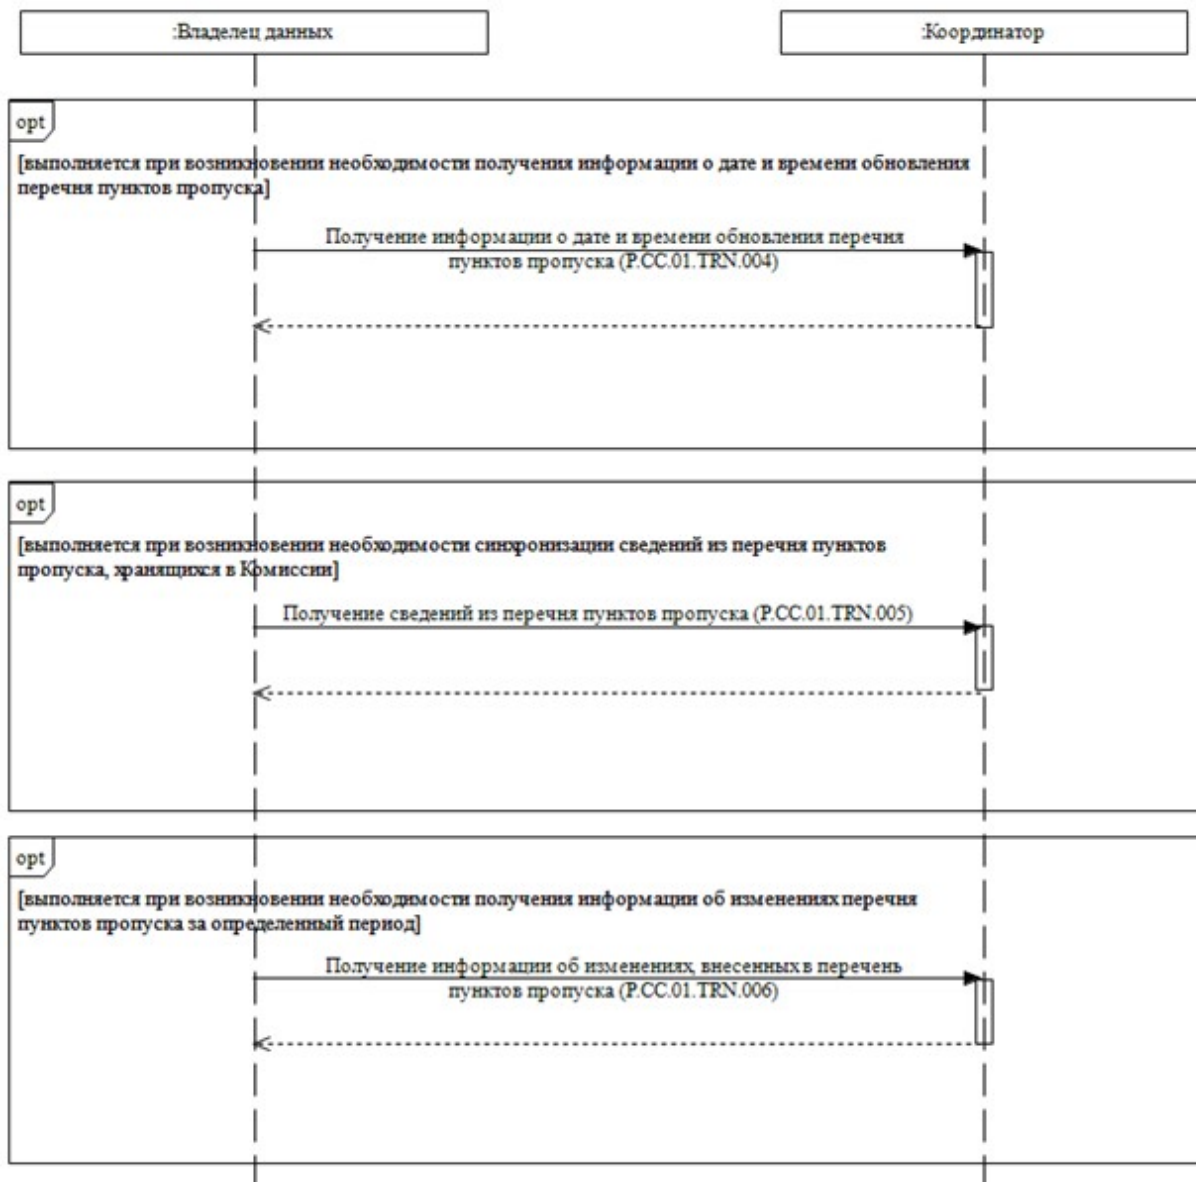 :Владелец данных
:Координатор
opt
[выполняется при возникновении необходимости получения информации о дате и времени обновления
перечня пунктов пропуска]
Получение информации о дате и времени обновления перечня
пунктов пропуска (P.CC.01.TRN.004)
opt
[выполняется при возникновении необходимости синхронизации сведений из перечня пунктов
пропуска, хранящихся в Комиссии]
Получение сведений из перечня пунктов пропуска (P.CC.01.TRN.005)
opt
[выполняется при возникновении необходимости получения информации об изменениях перечня
пунктов пропуска за определенный период]
Получение информации об изменениях, внесенных в перечень
пунктов пропуска (P.CC.01.TRN.006)